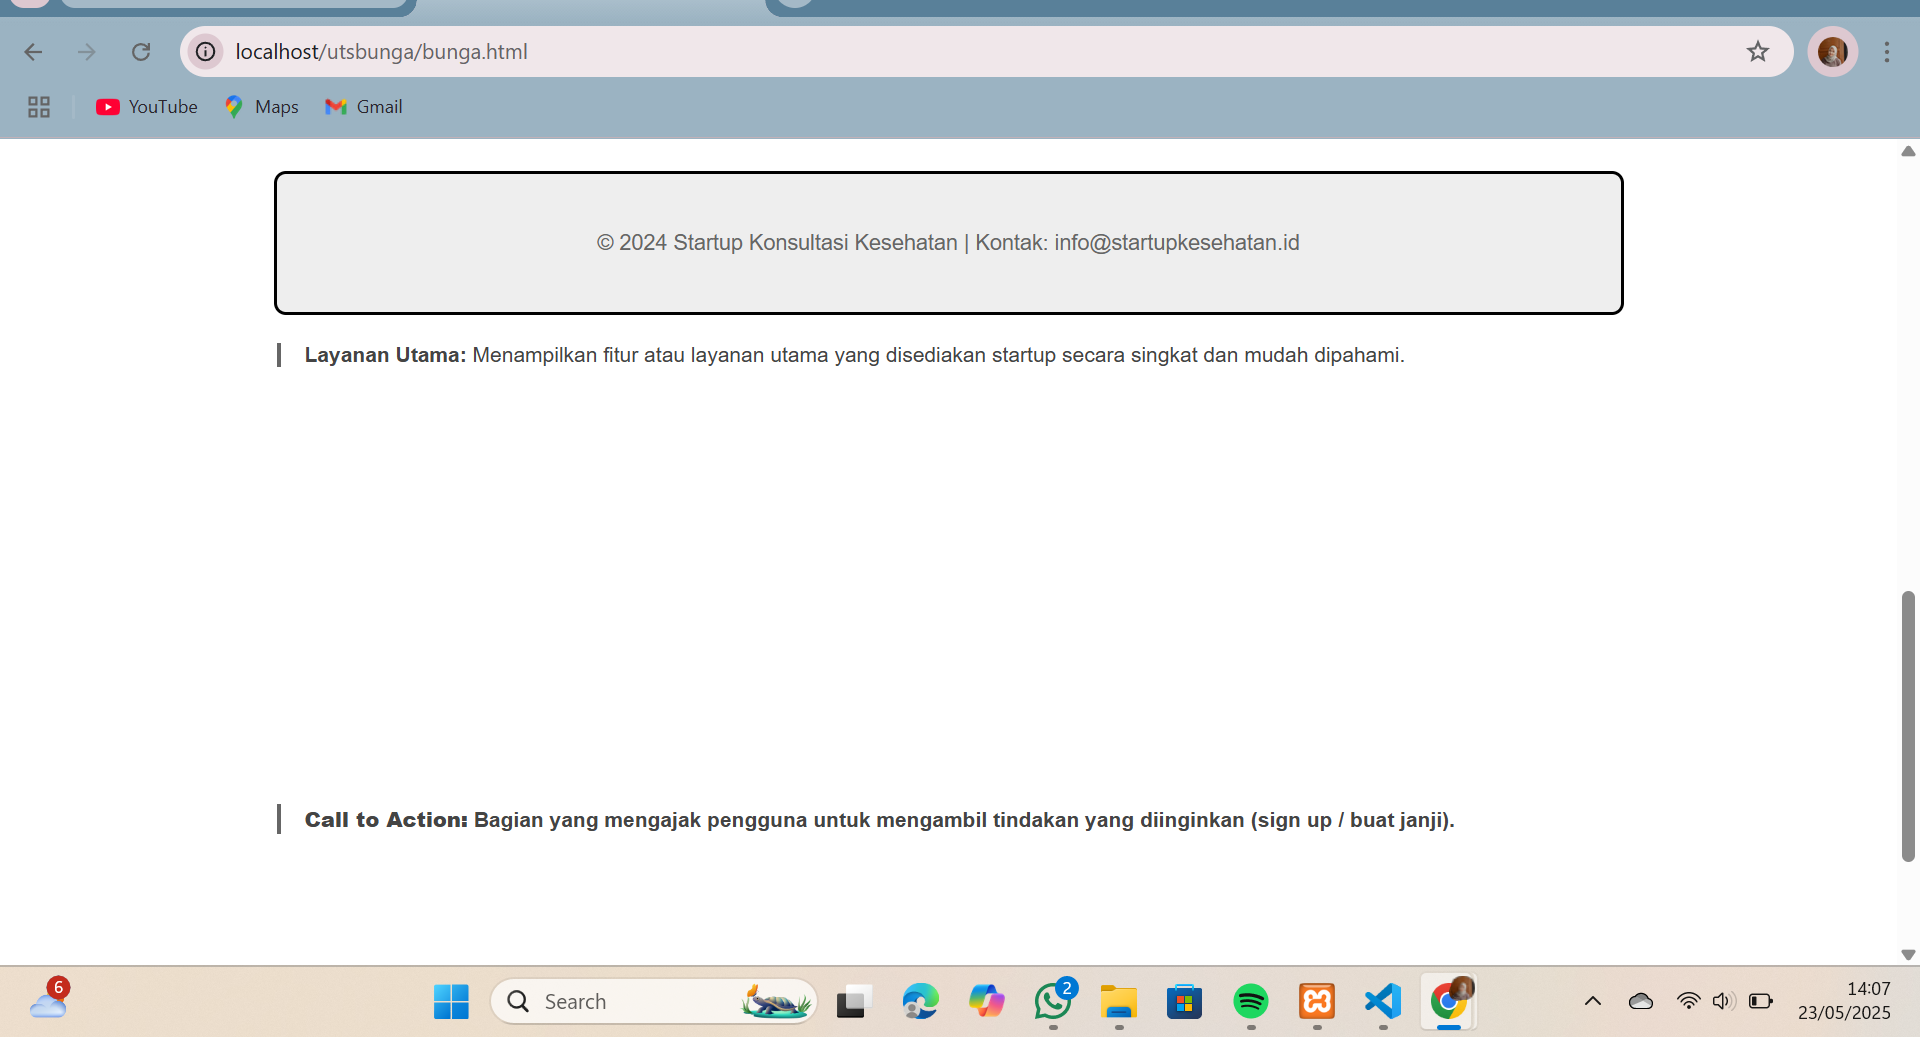 localhost/utsbunga/bunga.html
YouTube
Maps
Gmail
© 2024 Startup Konsultasi Kesehatan | Kontak: info@startupkesehatan.id
Layanan Utama: Menampilkan fitur atau layanan utama yang disediakan startup secara singkat dan mudah dipahami.
Call to Action: Bagian yang mengajak pengguna untuk mengambil tindakan yang diinginkan (sign up / buat janji).
6
Search
2
14:07
23/05/2025